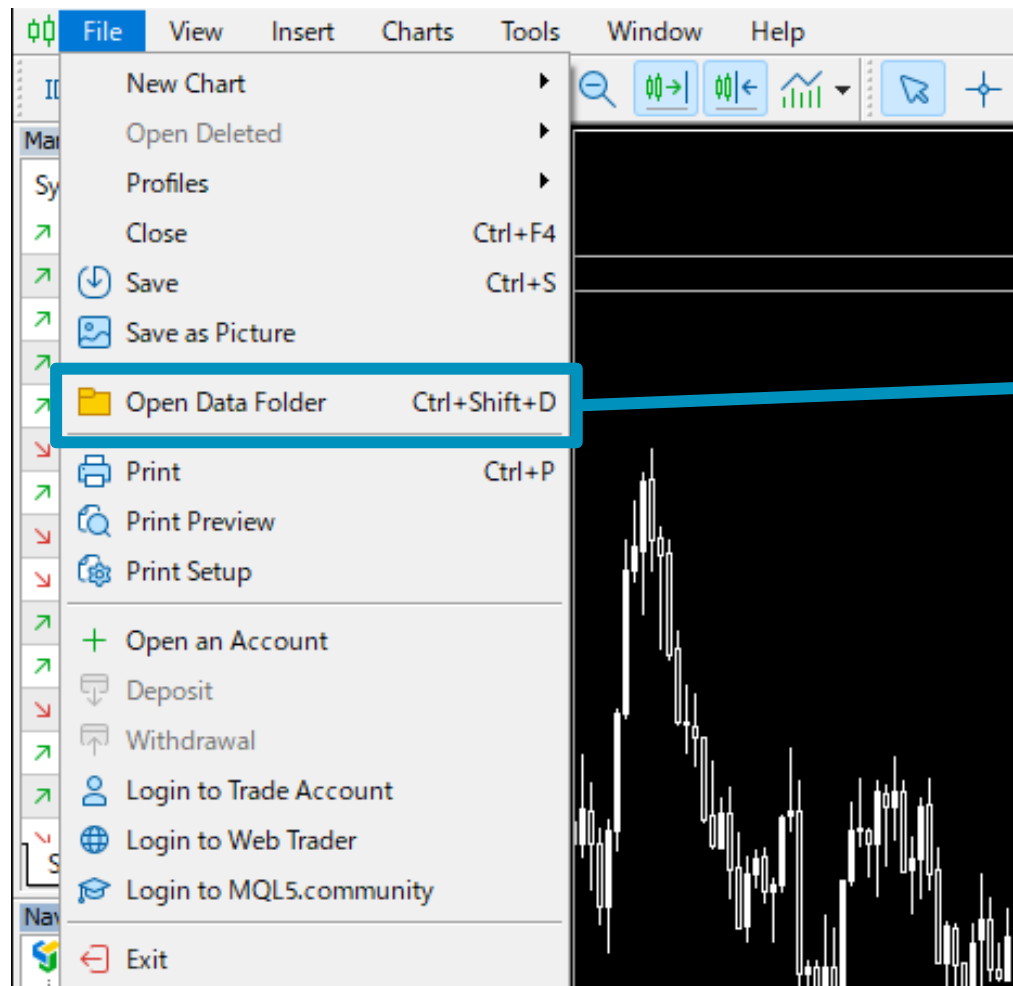 File View Insert Charts Tools Window Help
New Chart
Open Deleted
Profiles
Close Ctrl+F4
Save Ctrl+S
Save as Picture
Open Data Folder Ctrl+Shift+D
Print Ctrl+P
Print Preview
Print Setup
Open an Account
Deposit
Withdrawal
Login to Trade Account
Login to Web Trader
Login to MQL5.community
Exit